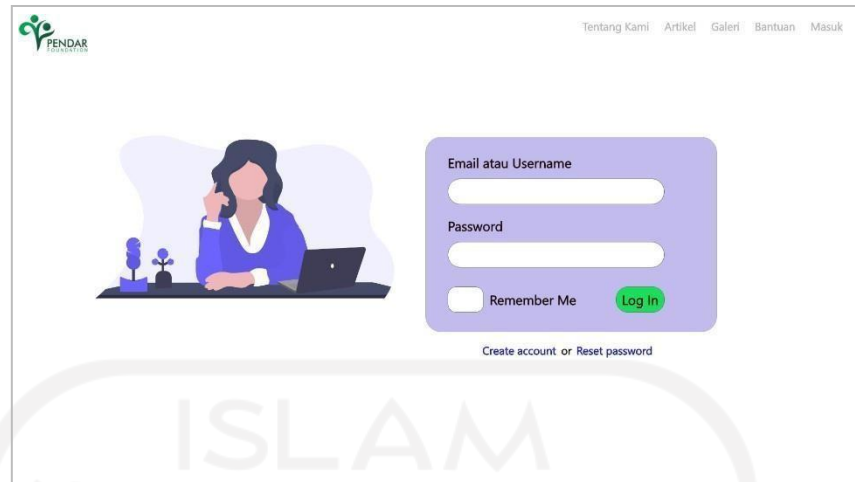 PENDAR
FOUNDATION
Tentang Kami Artikel Galeri Bantuan Masuk
Email atau Username
Password
Remember Me Log In
Create account or Reset password
ISLAM